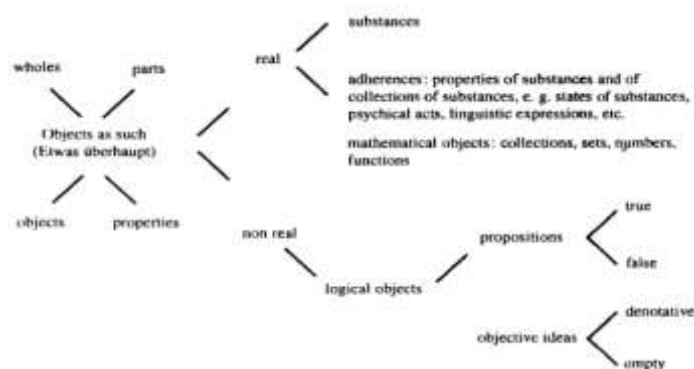 substances
wholes
parts
real
adherences: properties of substances and of
collections of substances, e. g. states of substances,
psychical acts, linguistic expressions, etc.
Objects as such
(Etwas überhaupt)
mathematical objects: collections, sets, numbers,
functions
objects
properties
non real
true
propositions
false
logical objects
denotative
objective ideas
empty